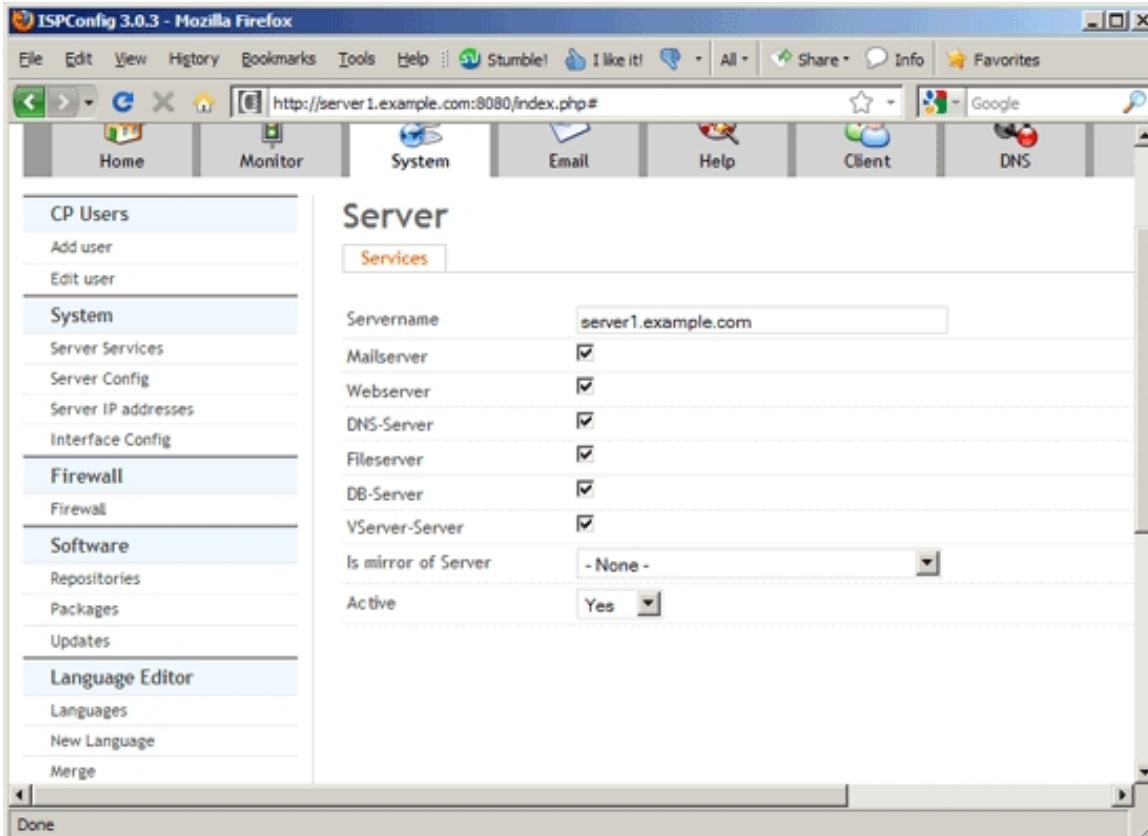 ISPConfig 3.0.3 - Mozilla Firefox
File Edit View History Bookmarks Tools Help Stumble! I like it! All Share Info Favorites
http://server1.example.com:8080/index.php# Google
Home Monitor System Email Help Client DNS
CP Users
Add user
Edit user
System
Server Services
Server Config
Server IP addresses
Interface Config
Firewall
Firewall
Software
Repositories
Packages
Updates
Language Editor
Languages
New Language
Merge
Server
Services
Servername server1.example.com
Mailserver
Webserver
DNS-Server
Fileserver
DB-Server
VServer-Server
Is mirror of Server - None -
Active Yes
Done